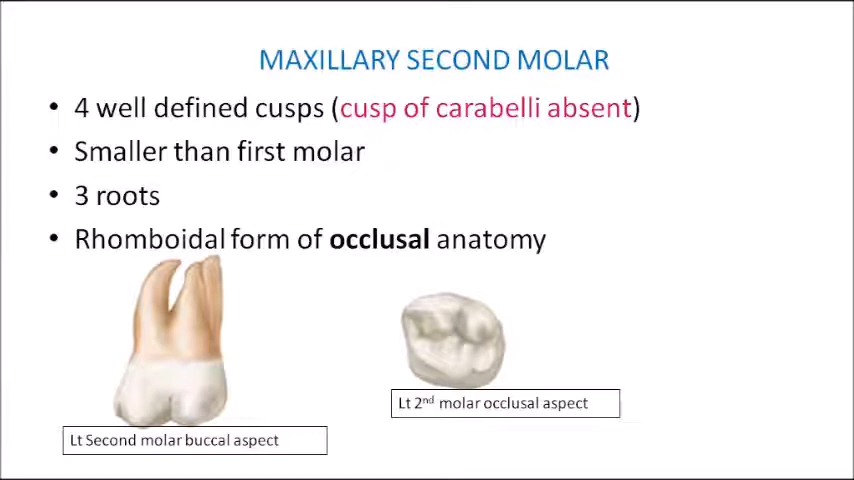 MAXILLARY SECOND MOLAR
• 4 well defined cusps (cusp of carabelli absent)
• Smaller than first molar
• 3 roots
• Rhomboidal form of occlusal anatomy
Lt 2nd molar occlusal aspect
Lt Second molar buccal aspect